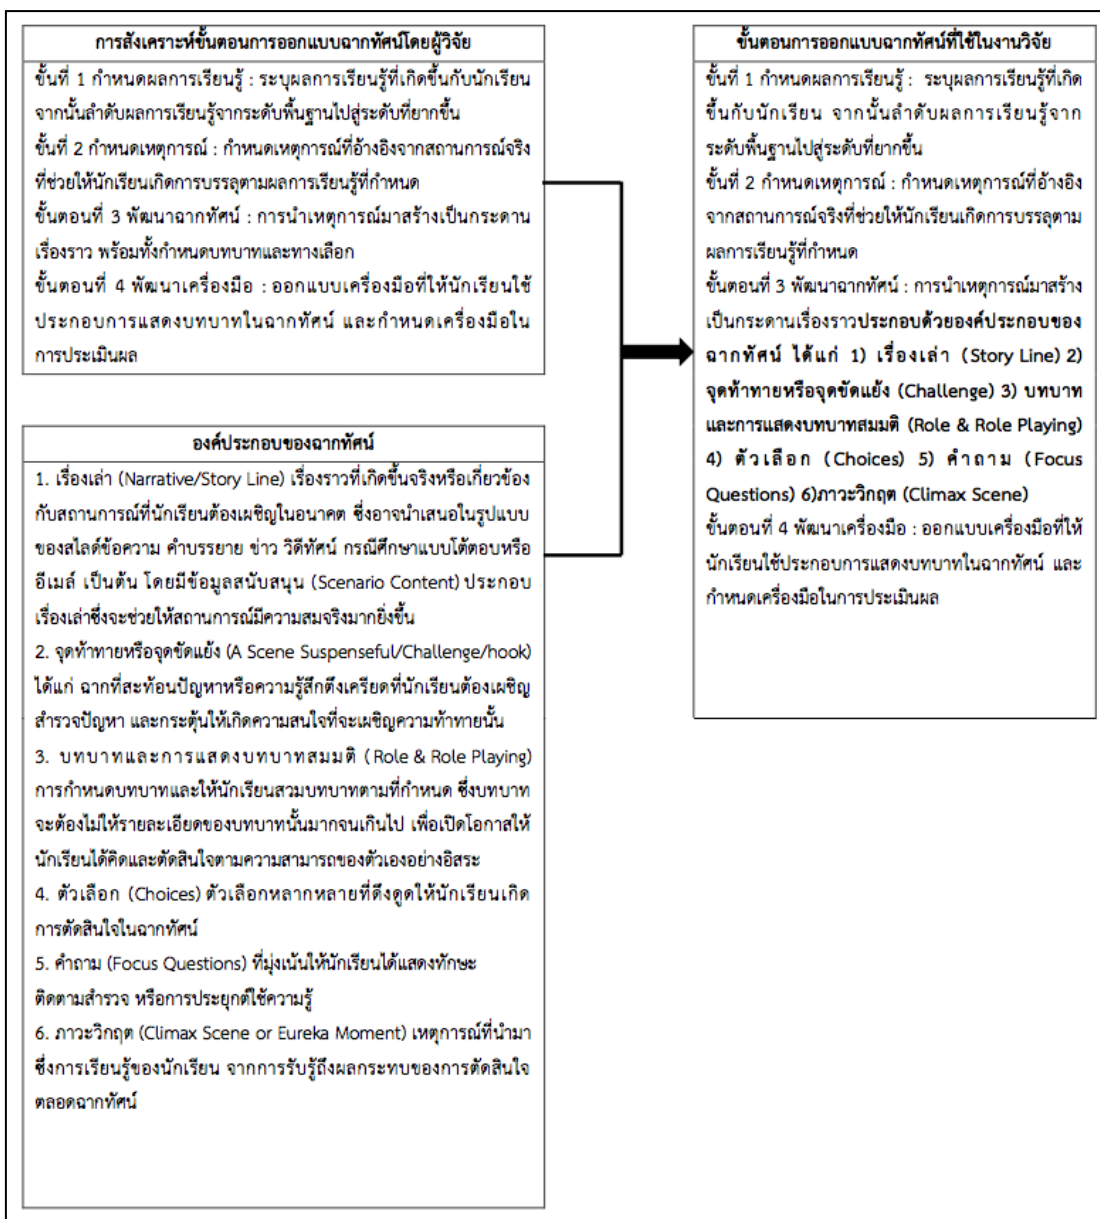 การสังเคราะห์ขั้นตอนการออกแบบฉากทัศน์โดยผู้วิจัย
ขั้นที่ 1 กำหนดผลการเรียนรู้ : ระบุผลการเรียนรู้ที่เกิดขึ้นกับนักเรียน
จากนั้นลำดับผลการเรียนรู้จากระดับพื้นฐานไปสู่ระดับที่ยากขึ้น
ขั้นที่ 2 กำหนดเหตุการณ์ : กำหนดเหตุการณ์ที่อ้างอิงจากสถานการณ์จริง
ที่ช่วยให้นักเรียนเกิดการบรรลุตามผลการเรียนรู้ที่กำหนด
ขั้นตอนที่ 3 พัฒนาฉากทัศน์ : การนำเหตุการณ์มาสร้างเป็นกระดาน
เรื่องราว พร้อมทั้งกำหนดบทบาทและทางเลือก
ขั้นตอนที่ 4 พัฒนาเครื่องมือ : ออกแบบเครื่องมือที่ให้นักเรียนใช้
ประกอบการแสดงบทบาทในฉากทัศน์ และกำหนดเครื่องมือใน
การประเมินผล
องค์ประกอบของฉากทัศน์
1. เรื่องเล่า (Narrative/Story Line) เรื่องราวที่เกิดขึ้นจริงหรือเกี่ยวข้อง
กับสถานการณ์ที่นักเรียนต้องเผชิญในอนาคต ซึ่งอาจนำเสนอในรูปแบบ
ของสไลด์ข้อความ คำบรรยาย ข่าว วิดีทัศน์ กรณีศึกษาแบบโต้ตอบหรือ
อีเมล์ เป็นต้น โดยมีข้อมูลสนับสนุน (Scenario Content) ประกอบ
เรื่องเล่าซึ่งจะช่วยให้สถานการณ์มีความสมจริงมากยิ่งขึ้น
2. จุดท้าทายหรือจุดขัดแย้ง (A Scene Suspenseful/Challenge/hook)
ได้แก่ ฉากที่สะท้อนปัญหาหรือความรู้สึกตึงเครียดที่นักเรียนต้องเผชิญ
สำรวจปัญหา และกระตุ้นให้เกิดความสนใจที่จะเผชิญความท้าทายนั้น
3. บทบาทและการแสดงบทบาทสมมติ (Role & Role Playing)
การกำหนดบทบาทและให้นักเรียนสวมบทบาทตามที่กำหนด ซึ่งบทบาท
จะต้องไม่ให้รายละเอียดของบทบาทนั้นมากจนเกินไป เพื่อเปิดโอกาสให้
นักเรียนได้คิดและตัดสินใจตามความสามารถของตัวเองอย่างอิสระ
4. ตัวเลือก (Choices) ตัวเลือกหลากหลายที่ดึงดูดให้นักเรียนเกิด
การตัดสินใจในฉากทัศน์
5. คำถาม (Focus Questions) ที่มุ่งเน้นให้นักเรียนได้แสดงทักษะ
ติดตามสำรวจ หรือการประยุกต์ใช้ความรู้
6. ภาวะวิกฤต (Climax Scene or Eureka Moment) เหตุการณ์ที่นำมา
ซึ่งการเรียนรู้ของนักเรียน จากการรับรู้ถึงผลกระทบของการตัดสินใจ
ตลอดฉากทัศน์
ขั้นตอนการออกแบบฉากทัศน์ที่ใช้ในงานวิจัย
ขั้นที่ 1 กำหนดผลการเรียนรู้ : ระบุผลการเรียนรู้ที่เกิด
ขึ้นกับนักเรียน จากนั้นลำดับผลการเรียนรู้จาก
ระดับพื้นฐานไปสู่ระดับที่ยากขึ้น
ขั้นที่ 2 กำหนดเหตุการณ์ : กำหนดเหตุการณ์ที่อ้างอิง
จากสถานการณ์จริงที่ช่วยให้นักเรียนเกิดการบรรลุตาม
ผลการเรียนรู้ที่กำหนด
ขั้นตอนที่ 3 พัฒนาฉากทัศน์ : การนำเหตุการณ์มาสร้าง
เป็นกระดานเรื่องราวประกอบด้วยองค์ประกอบของ
ฉากทัศน์ ได้แก่ 1) เรื่องเล่า (Story Line) 2)
จุดท้าทายหรือจุดขัดแย้ง (Challenge) 3) บทบาท
และการแสดงบทบาทสมมติ (Role & Role Playing)
4) ตัวเลือก (Choices) 5) คำถาม (Focus
Questions) 6)ภาวะวิกฤต (Climax Scene)
ขั้นตอนที่ 4 พัฒนาเครื่องมือ : ออกแบบเครื่องมือที่ให้
นักเรียนใช้ประกอบการแสดงบทบาทในฉากทัศน์ และ
กำหนดเครื่องมือในการประเมินผล